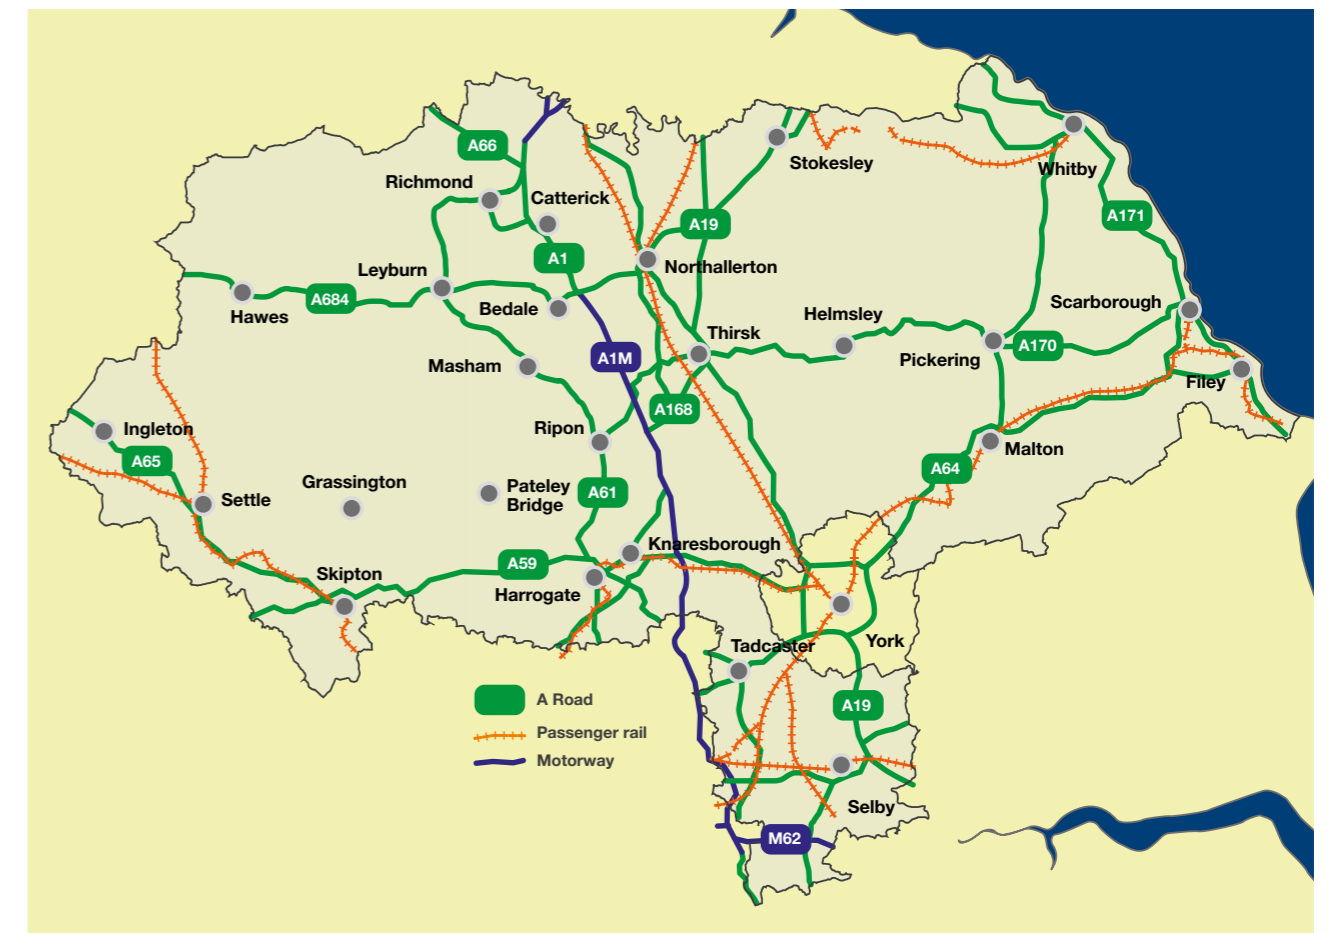 A66
Stokesley
Whitby
Richmond
Catterick
A171
A19
A1
Northallerton
Leyburn
A684
Hawes
Bedale
Scarborough
Helmsley
Thirsk
A170
Pickering
A1M
Masham
Filey
A168
Ingleton
Ripon
Malton
A65
A64
Grassington
Settle
Pateley
Bridge
A61
Knaresborough
A59
Skipton
Harrogate
York
Tadcaster
A Road
A19
Passenger rail
Motorway
Selby
M62